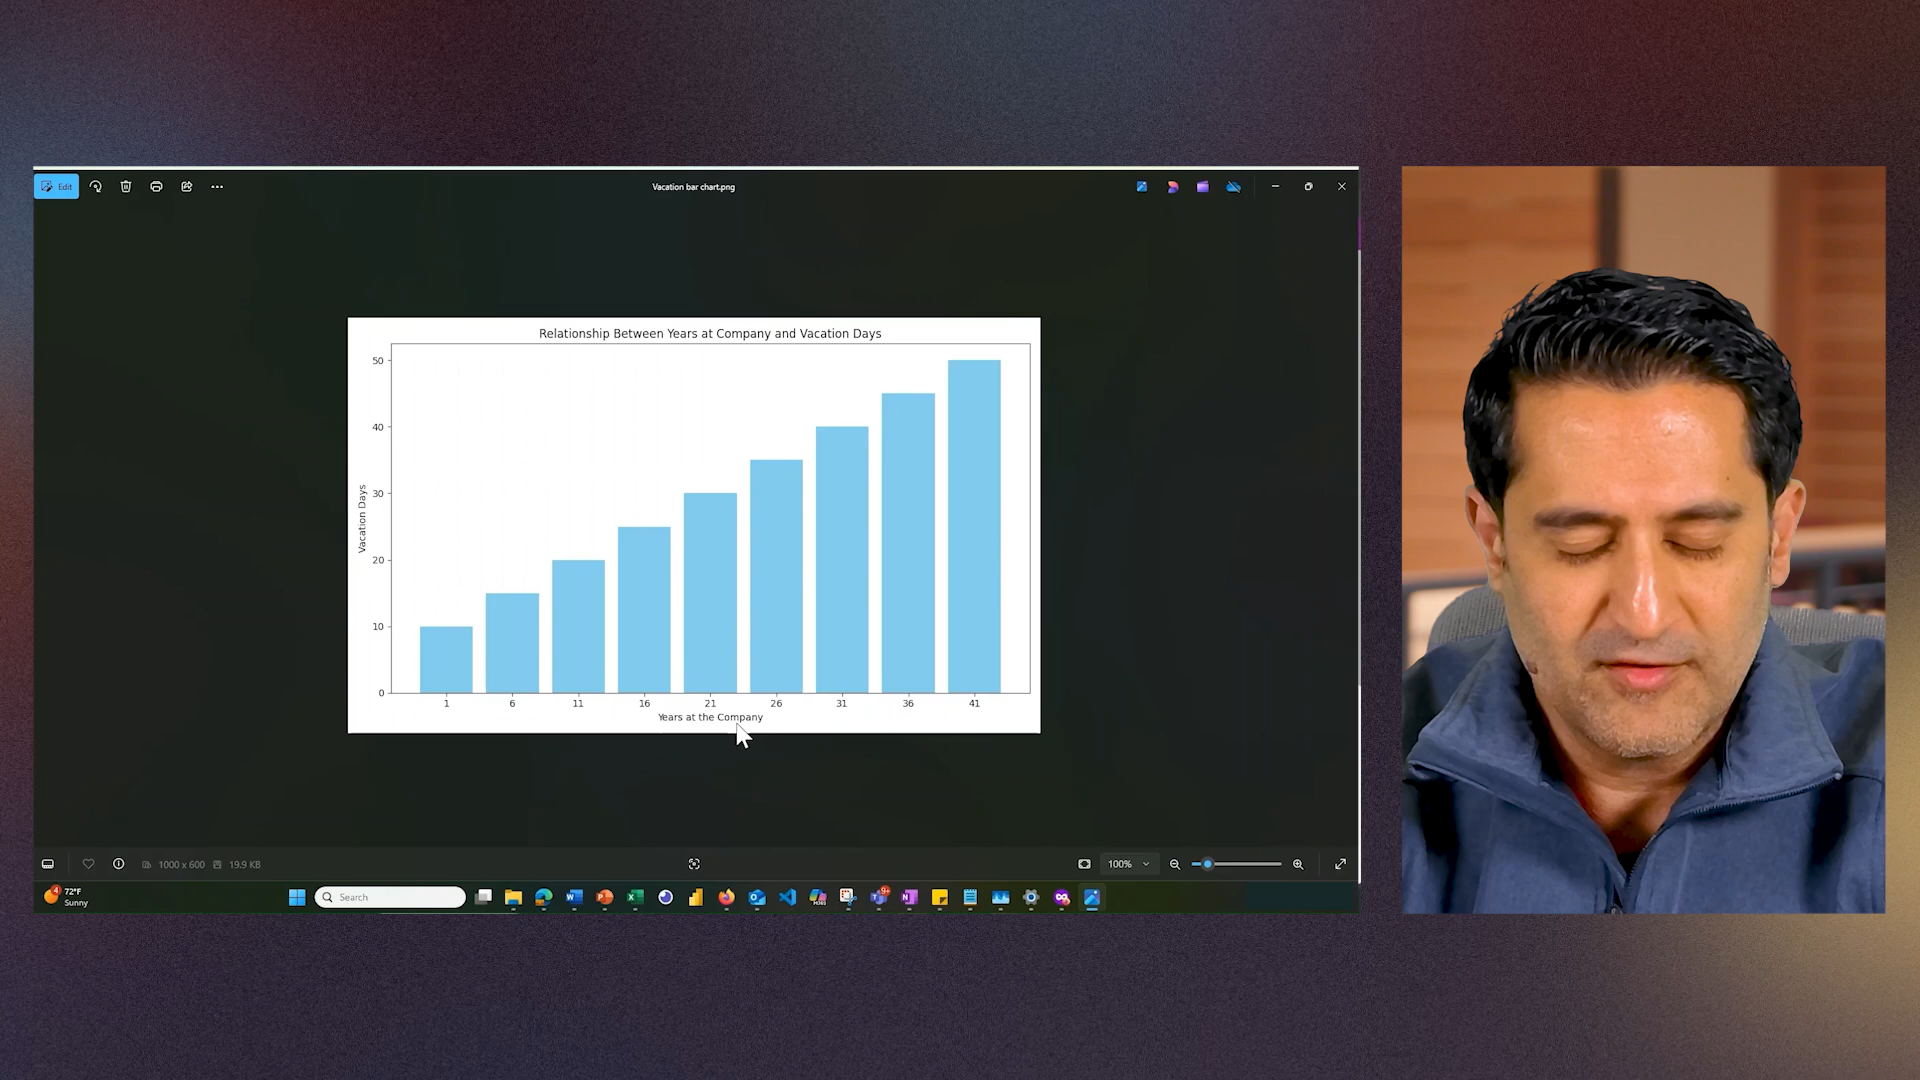 Edit
Vacation bar chart.png
Relationship Between Years at Company and Vacation Days
50
40
30
20
10
0
Vacation Days
1 6 11 16 21 26 31 36 41
Years at the Company
1000 x 600 19.9 KB
100%
4
72°F
Sunny
Search
9+